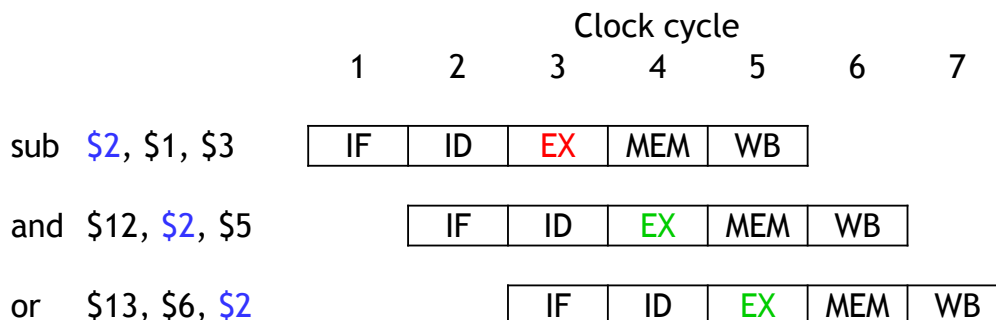 Clock cycle
1 2 3 4 5 6 7
sub $2, $1, $3 IF ID EX MEM WB
and $12, $2, $5 IF ID EX MEM WB
or $13, $6, $2 IF ID EX MEM WB